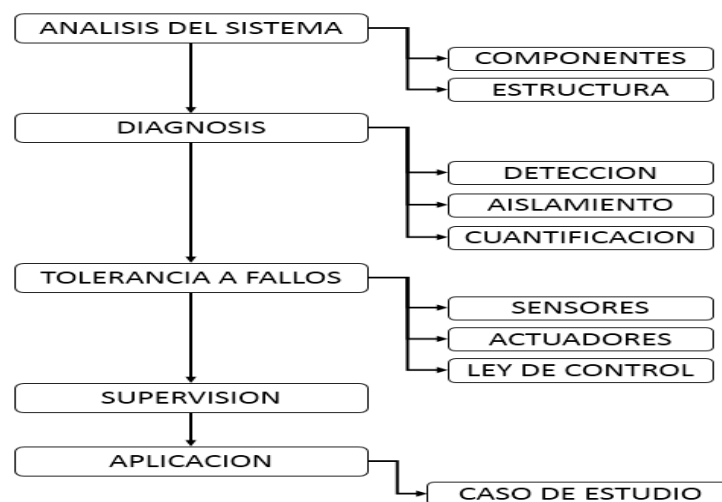 ANALISIS DEL SISTEMA
COMPONENTES
ESTRUCTURA
DIAGNOSIS
DETECCION
AISLAMIENTO
CUANTIFICACION
TOLERANCIA A FALLOS
SENSORES
ACTUADORES
LEY DE CONTROL
SUPERVISION
APLICACION
CASO DE ESTUDIO